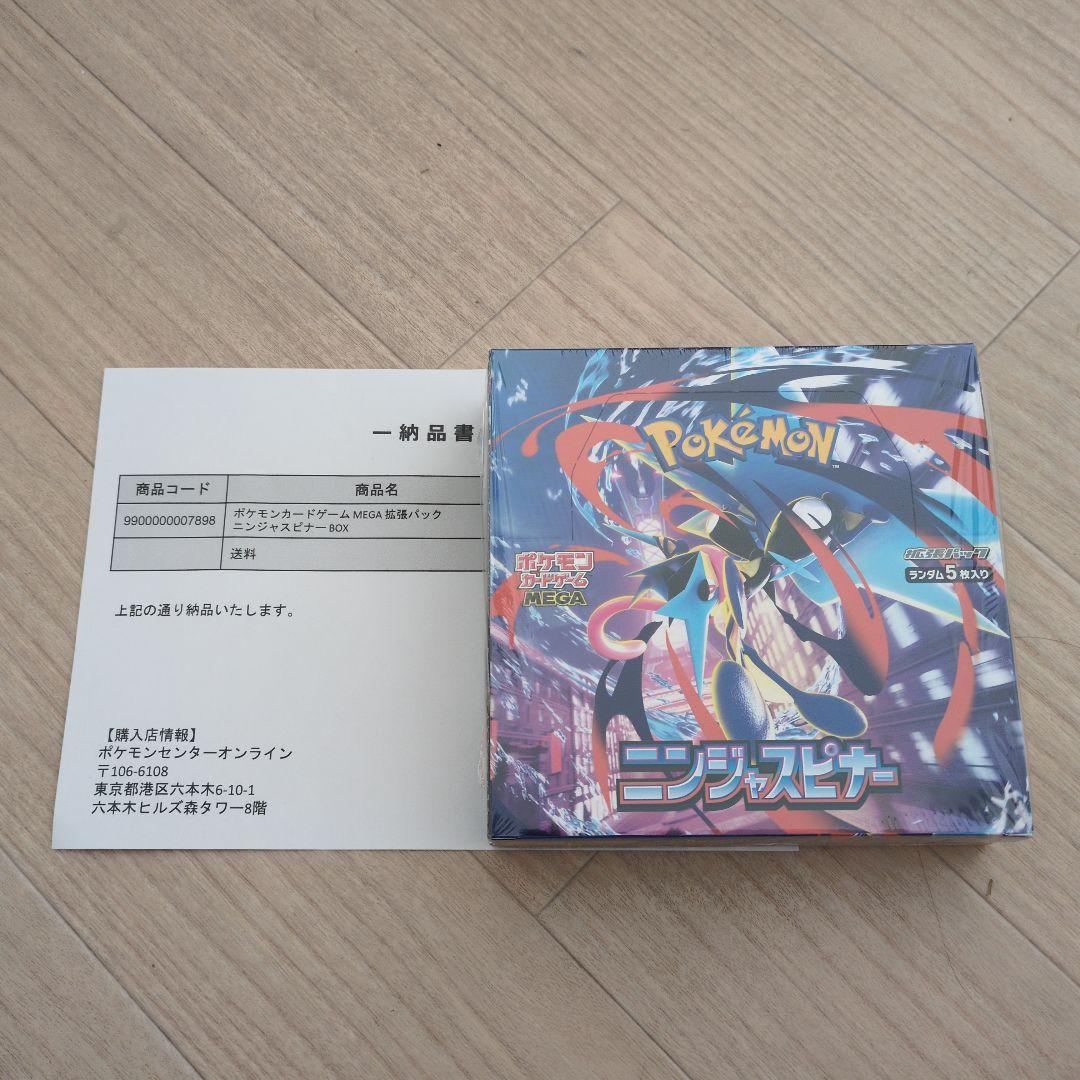 一納品書
商品コード 商品名
9900000007898 ポケモンカードゲーム MEGA 拡張パック
ニンジャスピナー BOX
送料
上記の通り納品いたします。
【購入店情報】
ポケモンセンターオンライン
〒106-6108
東京都港区六本木6-10-1
六本木ヒルズ森タワー8階
POKéMON
TM
ポケモン
カードゲーム
MEGA
拡張パック
ランダム5枚入り
ニンジャスピナー